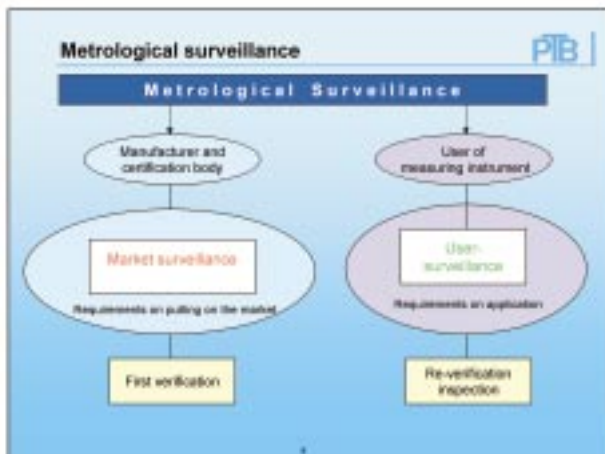 Metrological surveillance
PTB
Metrological Surveillance
Manufacturer and
certification body
User of
measuring instrument
Market surveillance
User-
surveillance
Requirements on putting on the market
Requirements on application
First verification
Re-verification
inspection